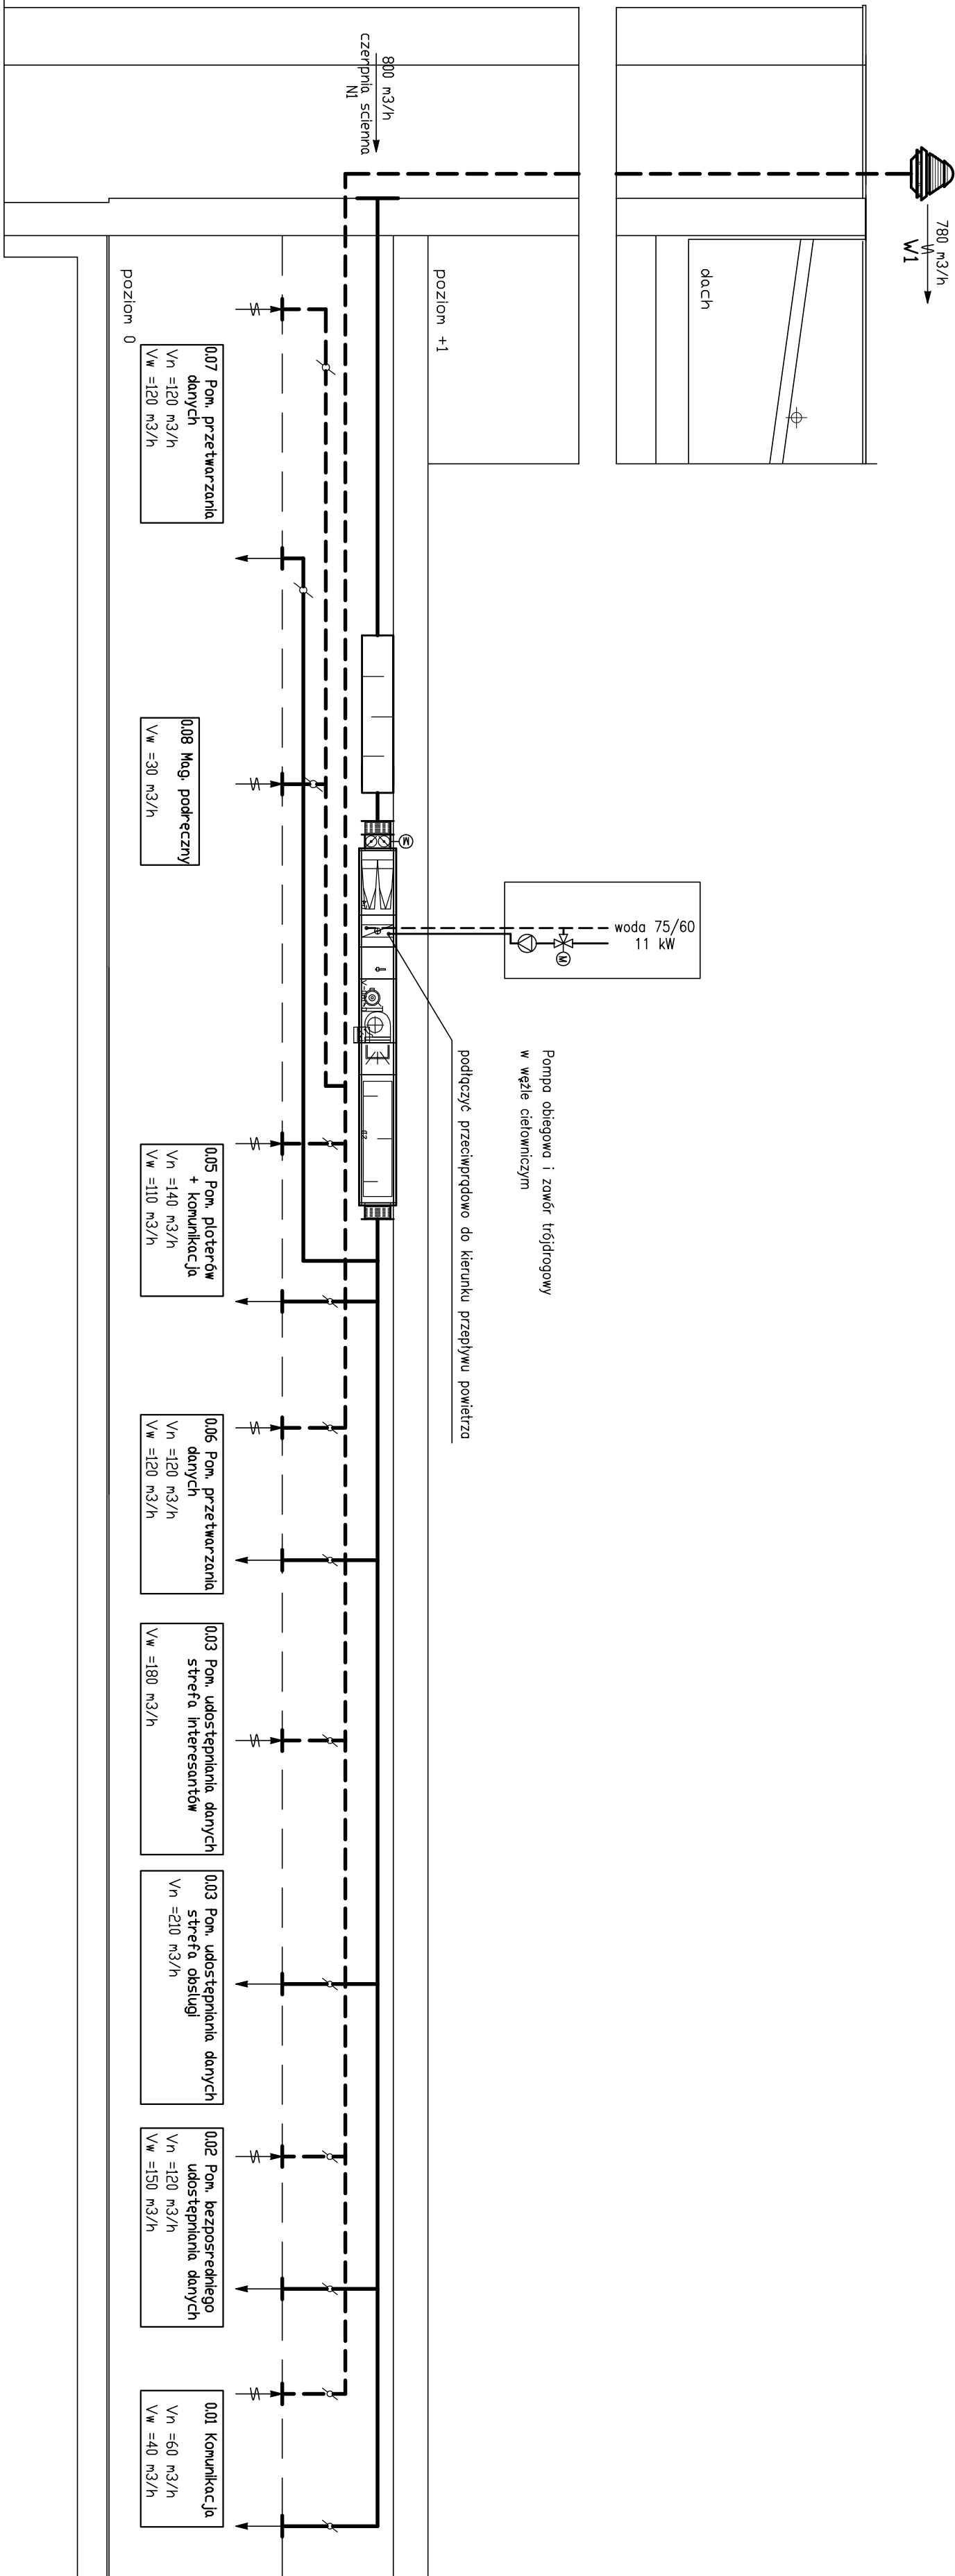 780 m3/h
W1
800 m3/h
czerpnia scienna
N1
dach
poziom +1
poziom 0
woda 75/60
11 kW
M
M
Pompa obiegowa i zawór trójdrogowy
w węźle ciełowniczym
podłączyć przeciwprądowo do kierunku przepływu powietrza
0.07 Pom. przetwarzania
danych
Vn =120 m3/h
Vw =120 m3/h
0.08 Mag. podręczny
Vw =30 m3/h
0.05 Pom. ploterów
+ komunikacja
Vn =140 m3/h
Vw =110 m3/h
0.06 Pom. przetwarzania
danych
Vn =120 m3/h
Vw =120 m3/h
0.03 Pom. udostępniania danych
strefa interesantów
Vw =180 m3/h
0.03 Pom. udostępniania danych
strefa obslugi
Vn =210 m3/h
0.02 Pom. bezposredniego
udostępniania danych
Vn =120 m3/h
Vw =150 m3/h
0.01 Komunikacja
Vn =60 m3/h
Vw =40 m3/h